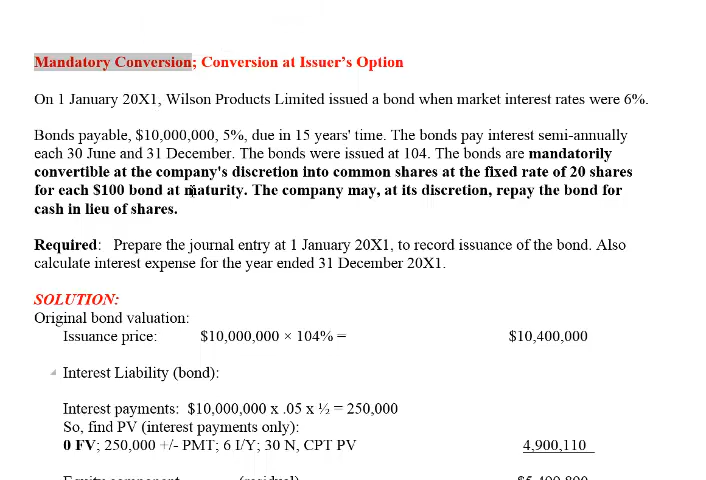 Mandatory Conversion; Conversion at Issuer's Option
On 1 January 20X1, Wilson Products Limited issued a bond when market interest rates were 6%.
Bonds payable, $10,000,000, 5%, due in 15 years' time. The bonds pay interest semi-annually
each 30 June and 31 December. The bonds were issued at 104. The bonds are mandatorily
convertible at the company's discretion into common shares at the fixed rate of 20 shares
for each $100 bond at maturity. The company may, at its discretion, repay the bond for
cash in lieu of shares.
Required: Prepare the journal entry at 1 January 20X1, to record issuance of the bond. Also
calculate interest expense for the year ended 31 December 20X1.
SOLUTION:
Original bond valuation:
Issuance price: $10,000,000 × 104% = $10,400,000
Interest Liability (bond):
Interest payments: $10,000,000 x .05 x ½ = 250,000
So, find PV (interest payments only):
0 FV; 250,000 +/- PMT; 6 I/Y; 30 N, CPT PV 4,900,110
Equity component (residual) $5,499,890